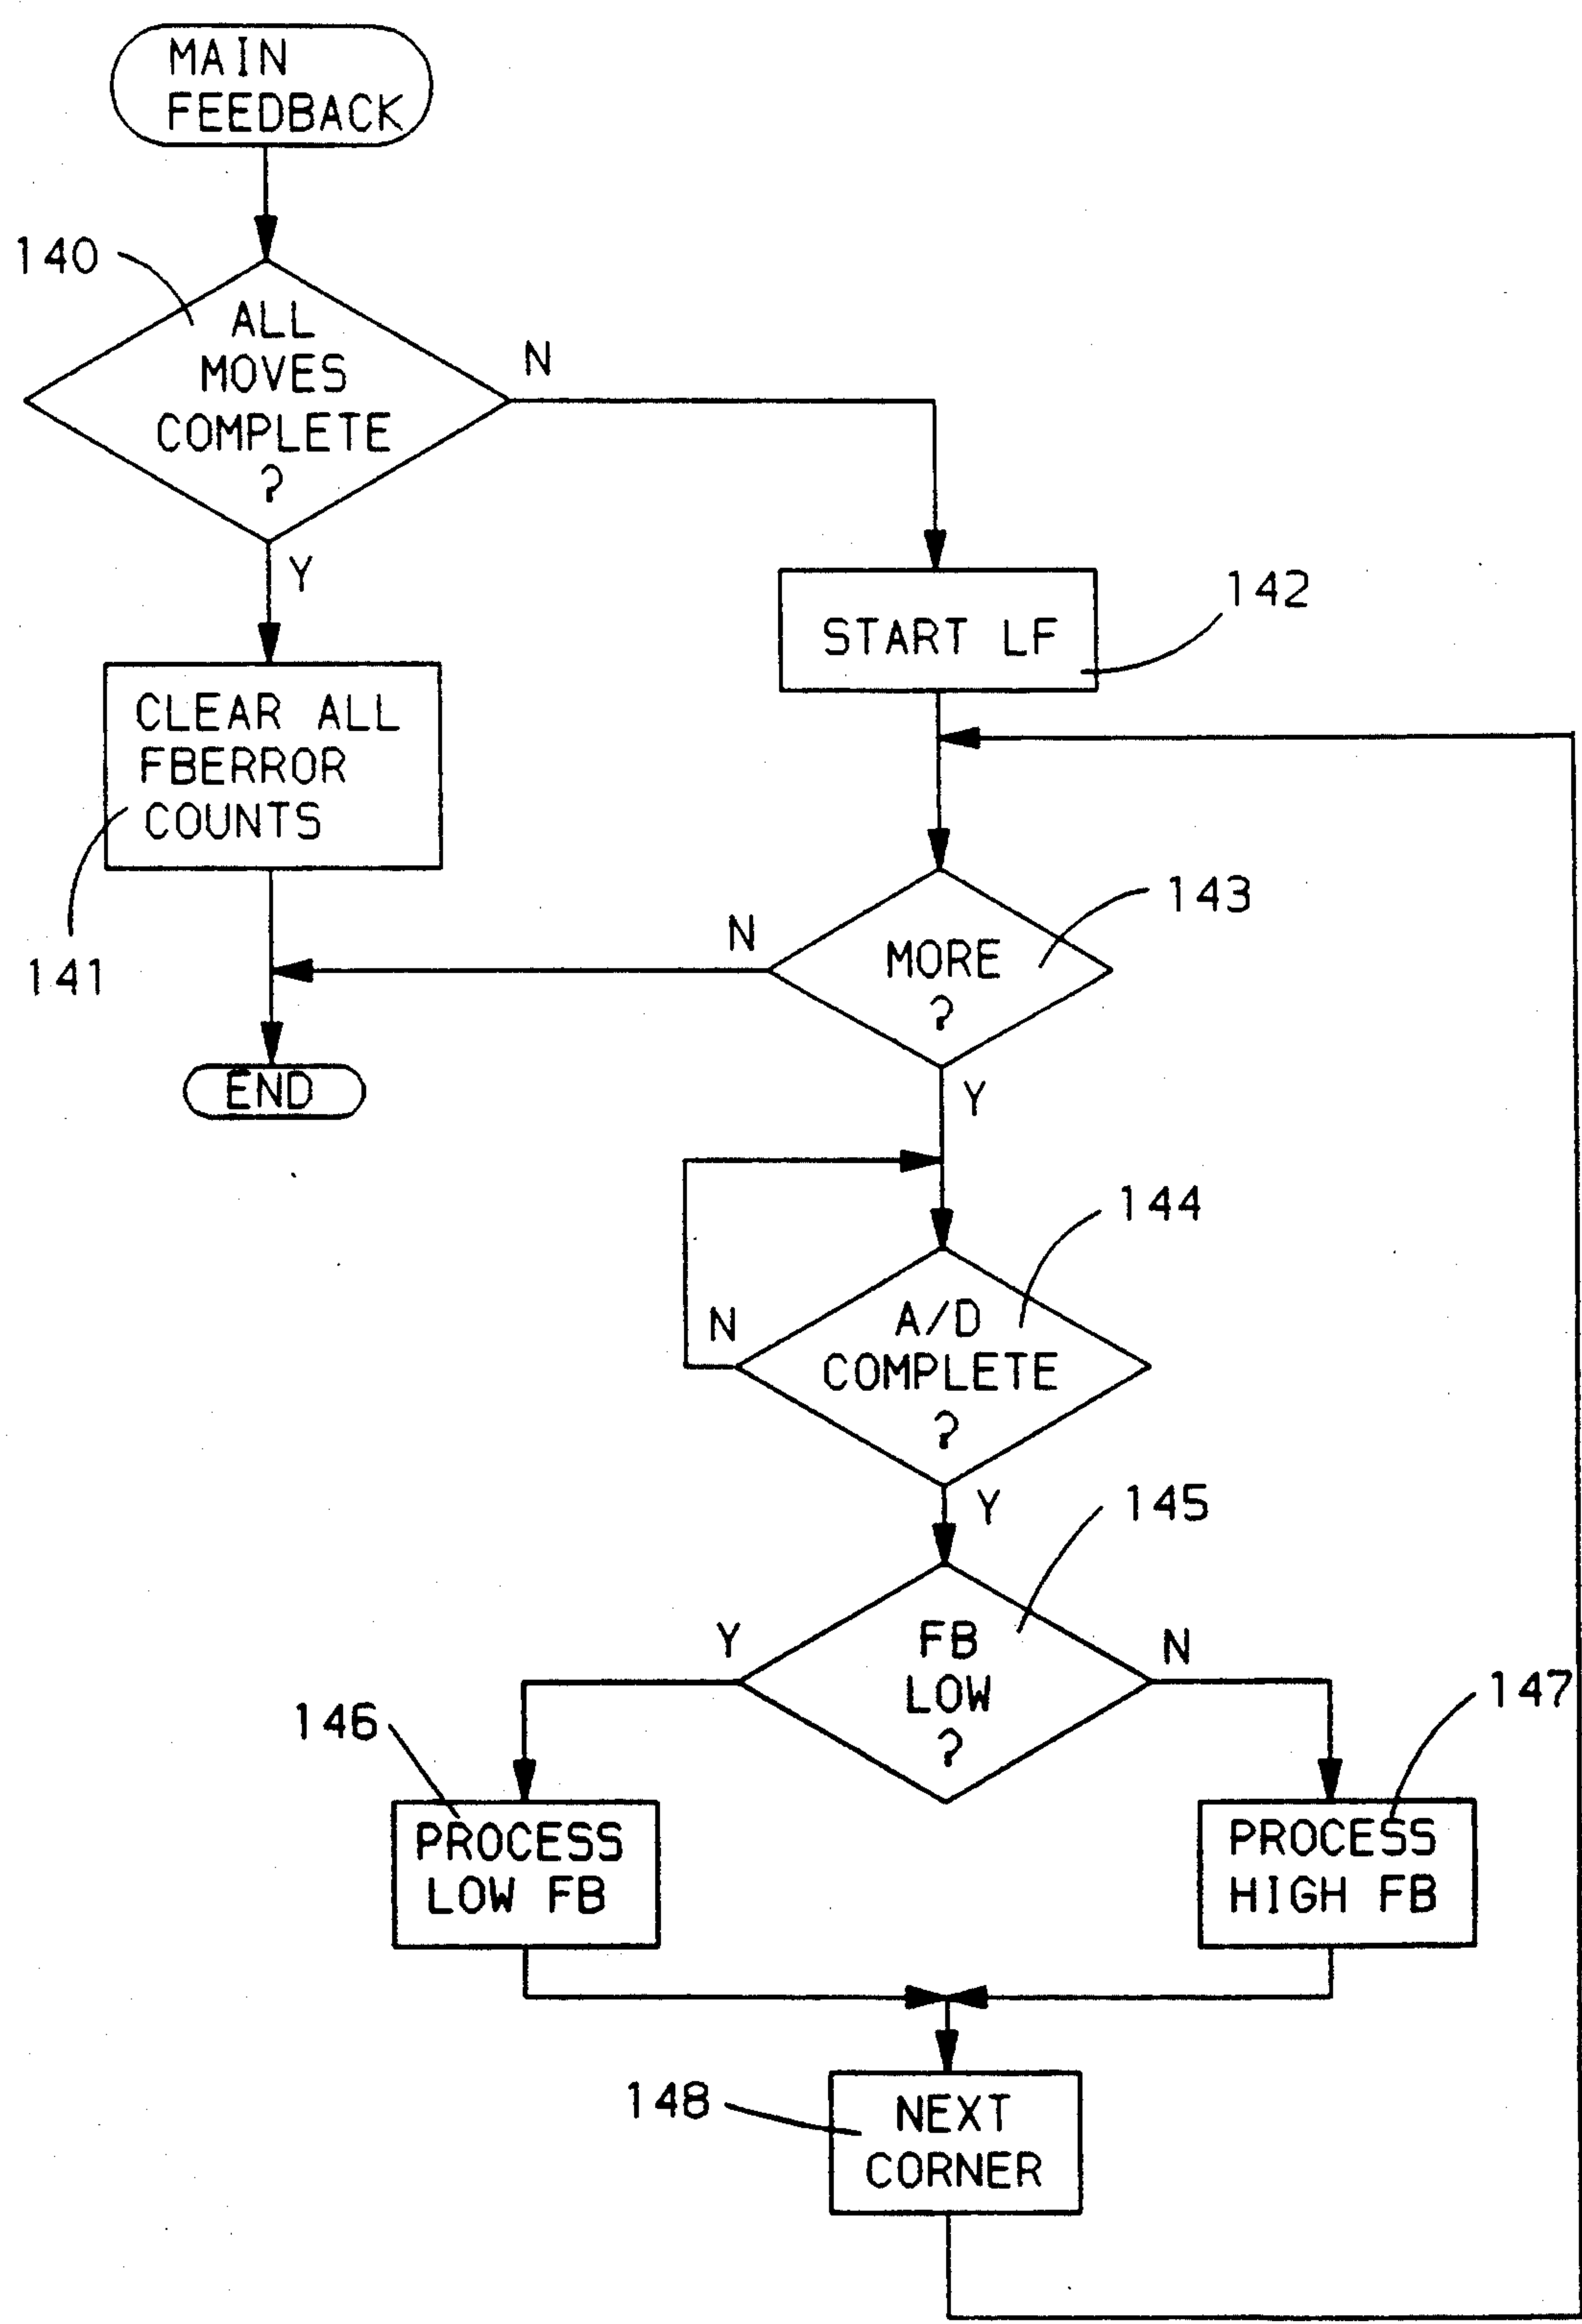 MAIN
FEEDBACK
140
ALL
MOVES
COMPLETE
?
N
Y
142
START LF
CLEAR ALL
FBERROR
COUNTS
141
143
MORE
?
N
Y
END
144
A/D
COMPLETE
?
N
Y
145
FB
LOW
?
Y
N
146
147
PROCESS
LOW FB
PROCESS
HIGH FB
148
NEXT
CORNER